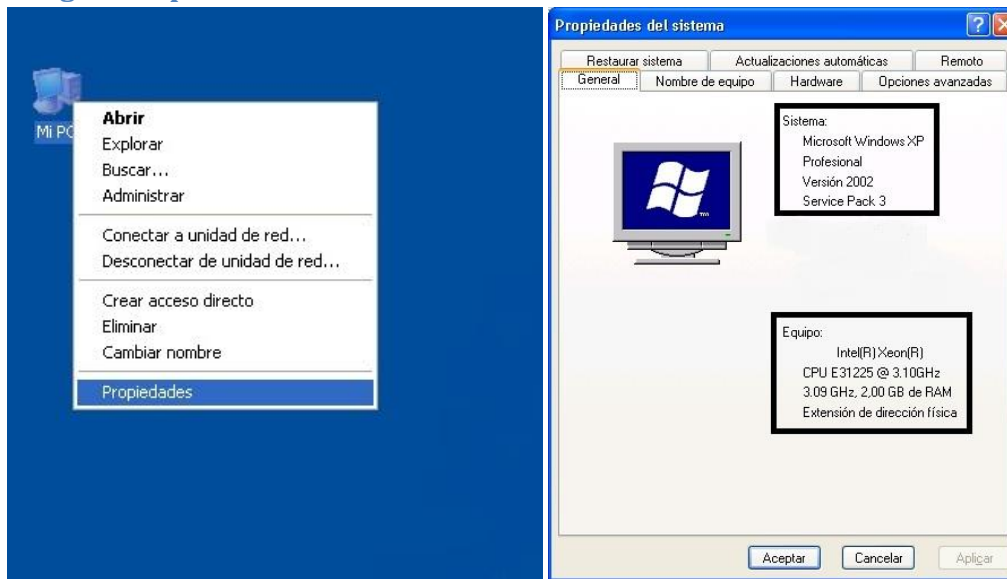 Mi PC
Abrir
Explorar
Buscar...
Administrar
Conectar a unidad de red...
Desconectar de unidad de red...
Crear acceso directo
Eliminar
Cambiar nombre
Propiedades
Propiedades del sistema
Restaurar sistema
Actualizaciones automáticas
Remoto
General
Nombre de equipo
Hardware
Opciones avanzadas
Sistema:
Microsoft Windows XP
Profesional
Versión 2002
Service Pack 3
Equipo:
Intel(R) Xeon(R)
CPU E31225 @ 3.10GHz
3.09 GHz, 2,00 GB de RAM
Extensión de dirección física
Aceptar
Cancelar
Aplicar